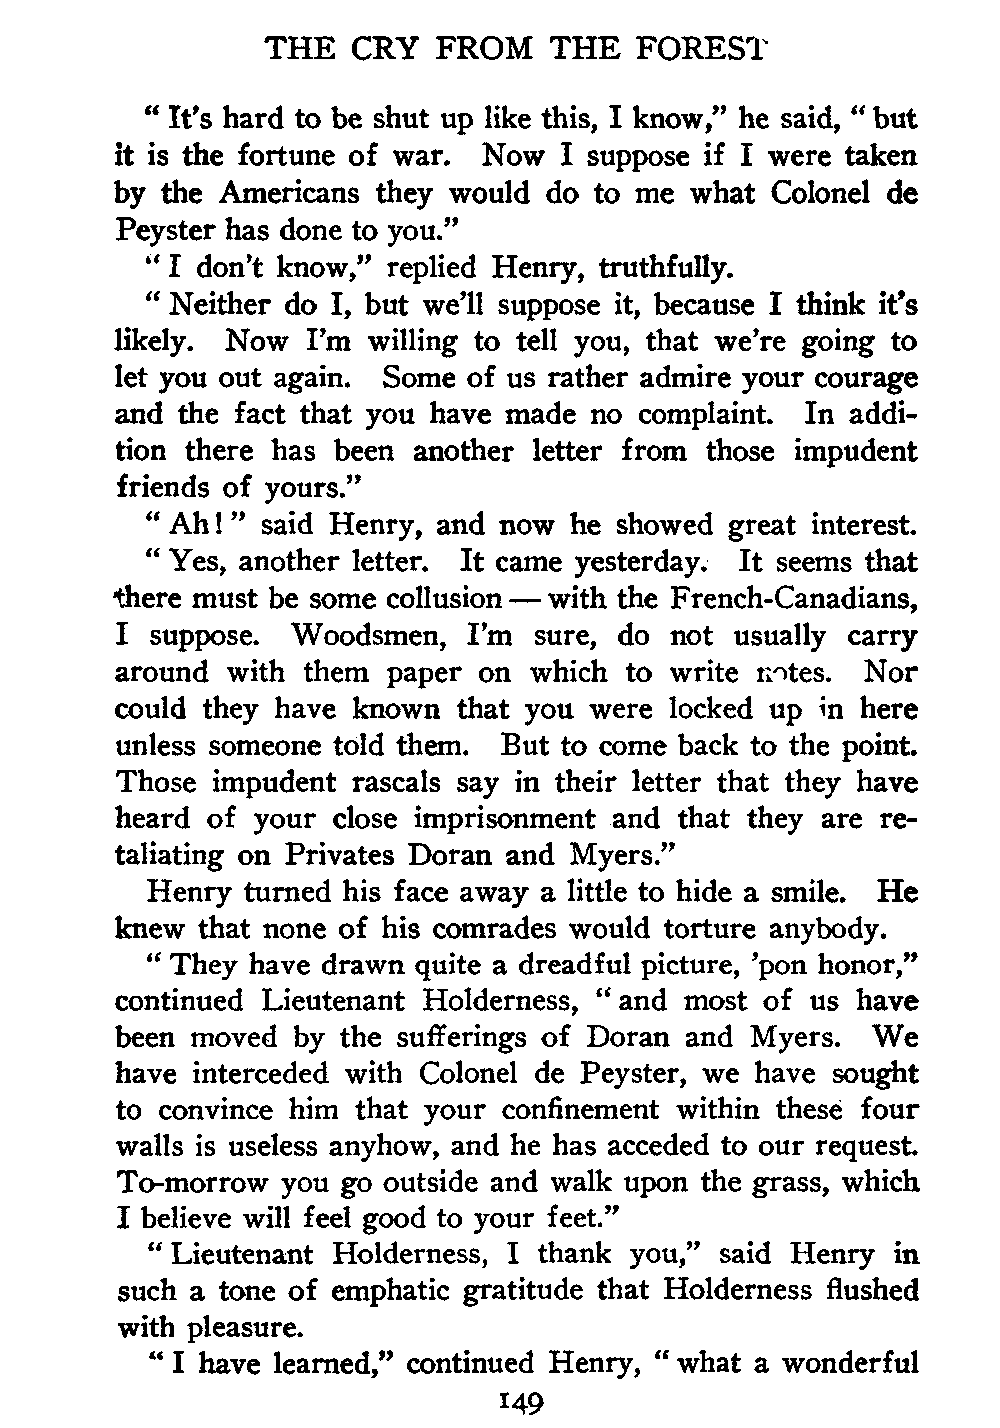 THE CRY FROM THE FOREST
“ It’s hard to be shut up like this, I know,” he said, “ but
it is the fortune of war. Now I suppose if I were taken
by the Americans they would do to me what Colonel de
Peyster has done to you.”
“ I don’t know,” replied Henry, truthfully.
“ Neither do I, but we’ll suppose it, because I think it’s
likely. Now I’m willing to tell you, that we’re going to
let you out again. Some of us rather admire your courage
and the fact that you have made no complaint. In addi-
tion there has been another letter from those impudent
friends of yours.”
“ Ah! ” said Henry, and now he showed great interest.
“ Yes, another letter. It came yesterday. It seems that
there must be some collusion — with the French-Canadians,
I suppose. Woodsmen, I’m sure, do not usually carry
around with them paper on which to write notes. Nor
could they have known that you were locked up in here
unless someone told them. But to come back to the point.
Those impudent rascals say in their letter that they have
heard of your close imprisonment and that they are re-
taliating on Privates Doran and Myers.”
Henry turned his face away a little to hide a smile. He
knew that none of his comrades would torture anybody.
“ They have drawn quite a dreadful picture, ’pon honor,”
continued Lieutenant Holderness, “ and most of us have
been moved by the sufferings of Doran and Myers. We
have interceded with Colonel de Peyster, we have sought
to convince him that your confinement within these four
walls is useless anyhow, and he has acceded to our request.
To-morrow you go outside and walk upon the grass, which
I believe will feel good to your feet.”
“ Lieutenant Holderness, I thank you,” said Henry in
such a tone of emphatic gratitude that Holderness flushed
with pleasure.
“ I have learned,” continued Henry, “ what a wonderful
149